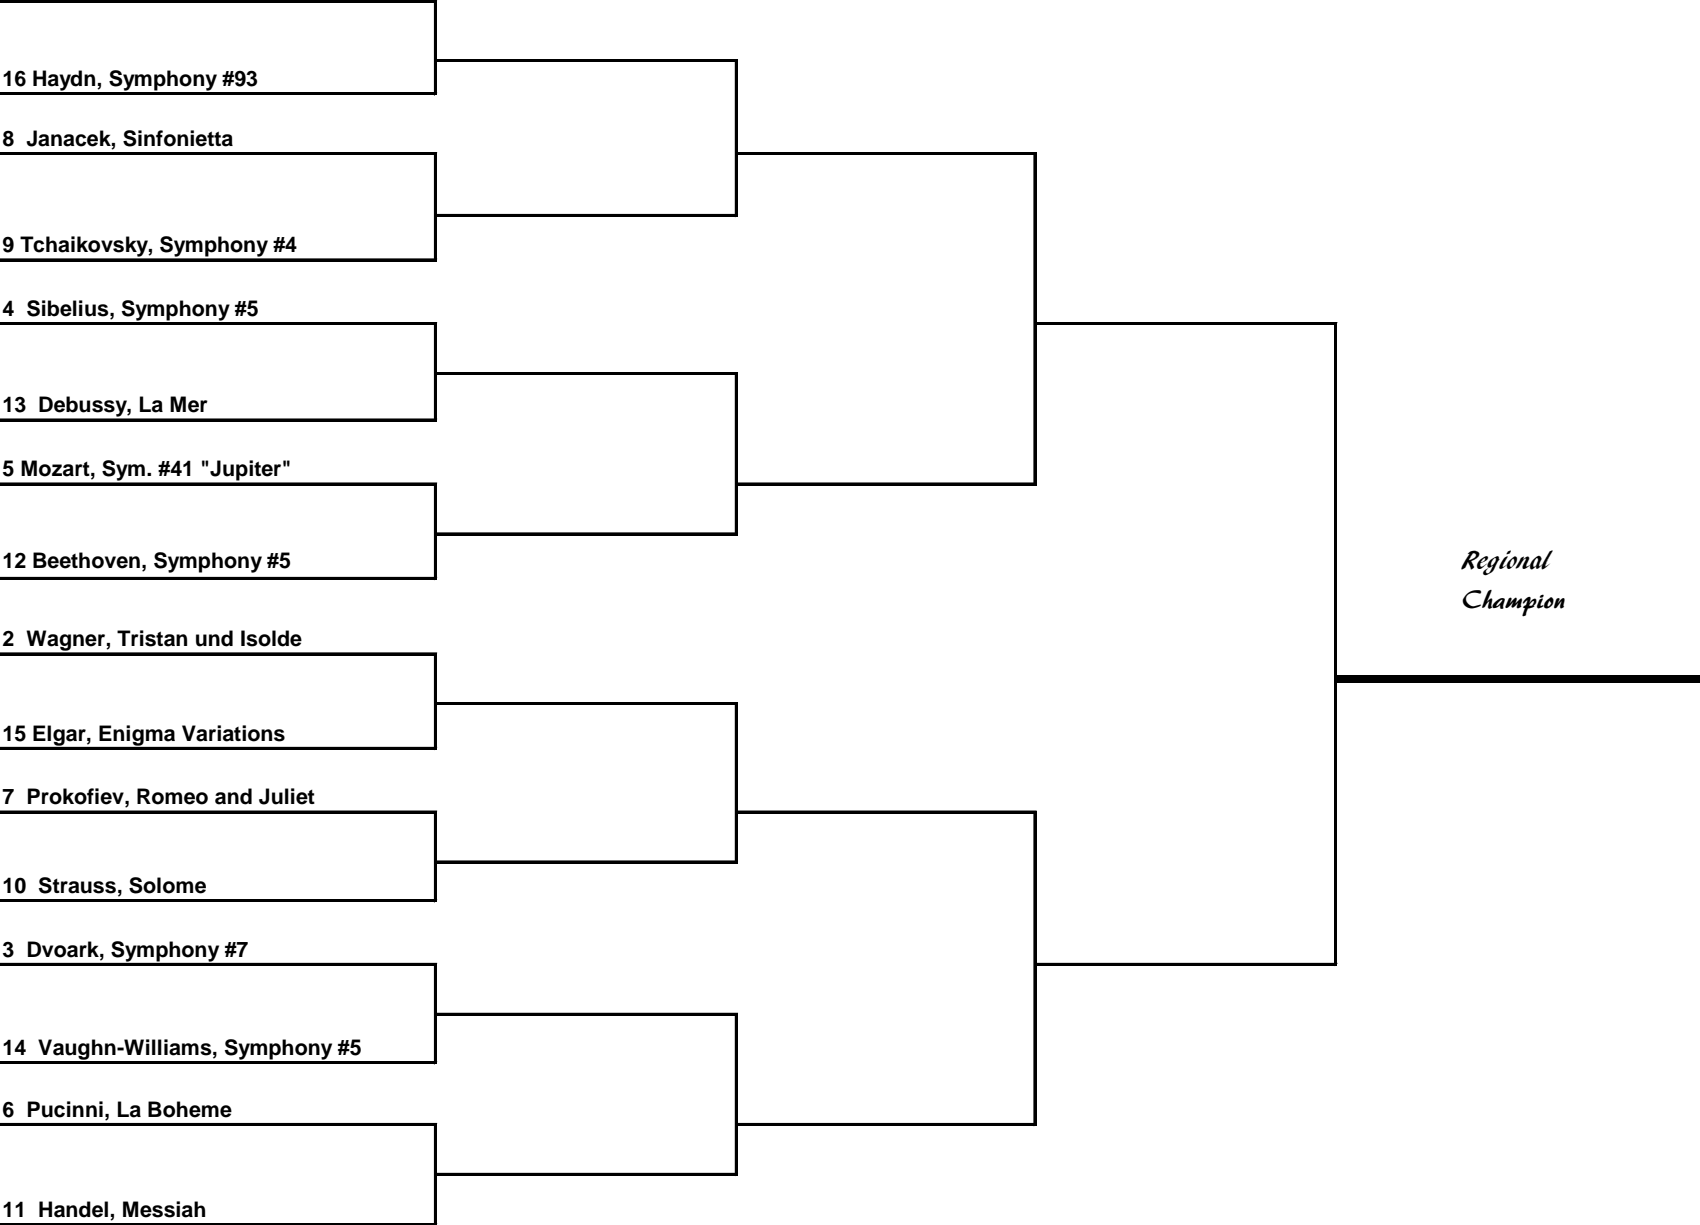 16 Haydn, Symphony #93
8  Janacek, Sinfonietta
9 Tchaikovsky, Symphony #4
4  Sibelius, Symphony #5
13  Debussy, La Mer
5 Mozart, Sym. #41 "Jupiter"
12 Beethoven, Symphony #5
Regional
Champion
2  Wagner, Tristan und Isolde
15 Elgar, Enigma Variations
7  Prokofiev, Romeo and Juliet
10  Strauss, Solome
3  Dvoark, Symphony #7
14  Vaughn-Williams, Symphony #5
6  Pucinni, La Boheme
11  Handel, Messiah